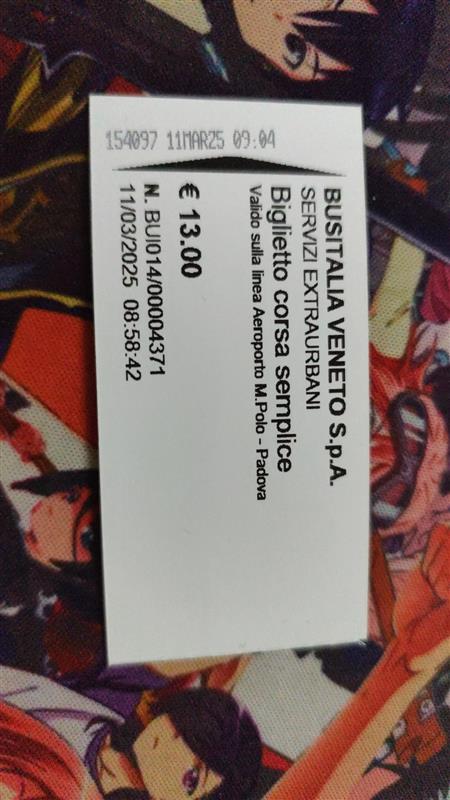 154097 11MAR25 09:04
BUSITALIA VENETO S.p.A.
SERVIZI EXTRAURBANI
Biglietto corsa semplice
Valido sulla linea Aeroporto M.Polo - Padova
€ 13.00
N. BUI014/00004371
11/03/2025 08:58:42